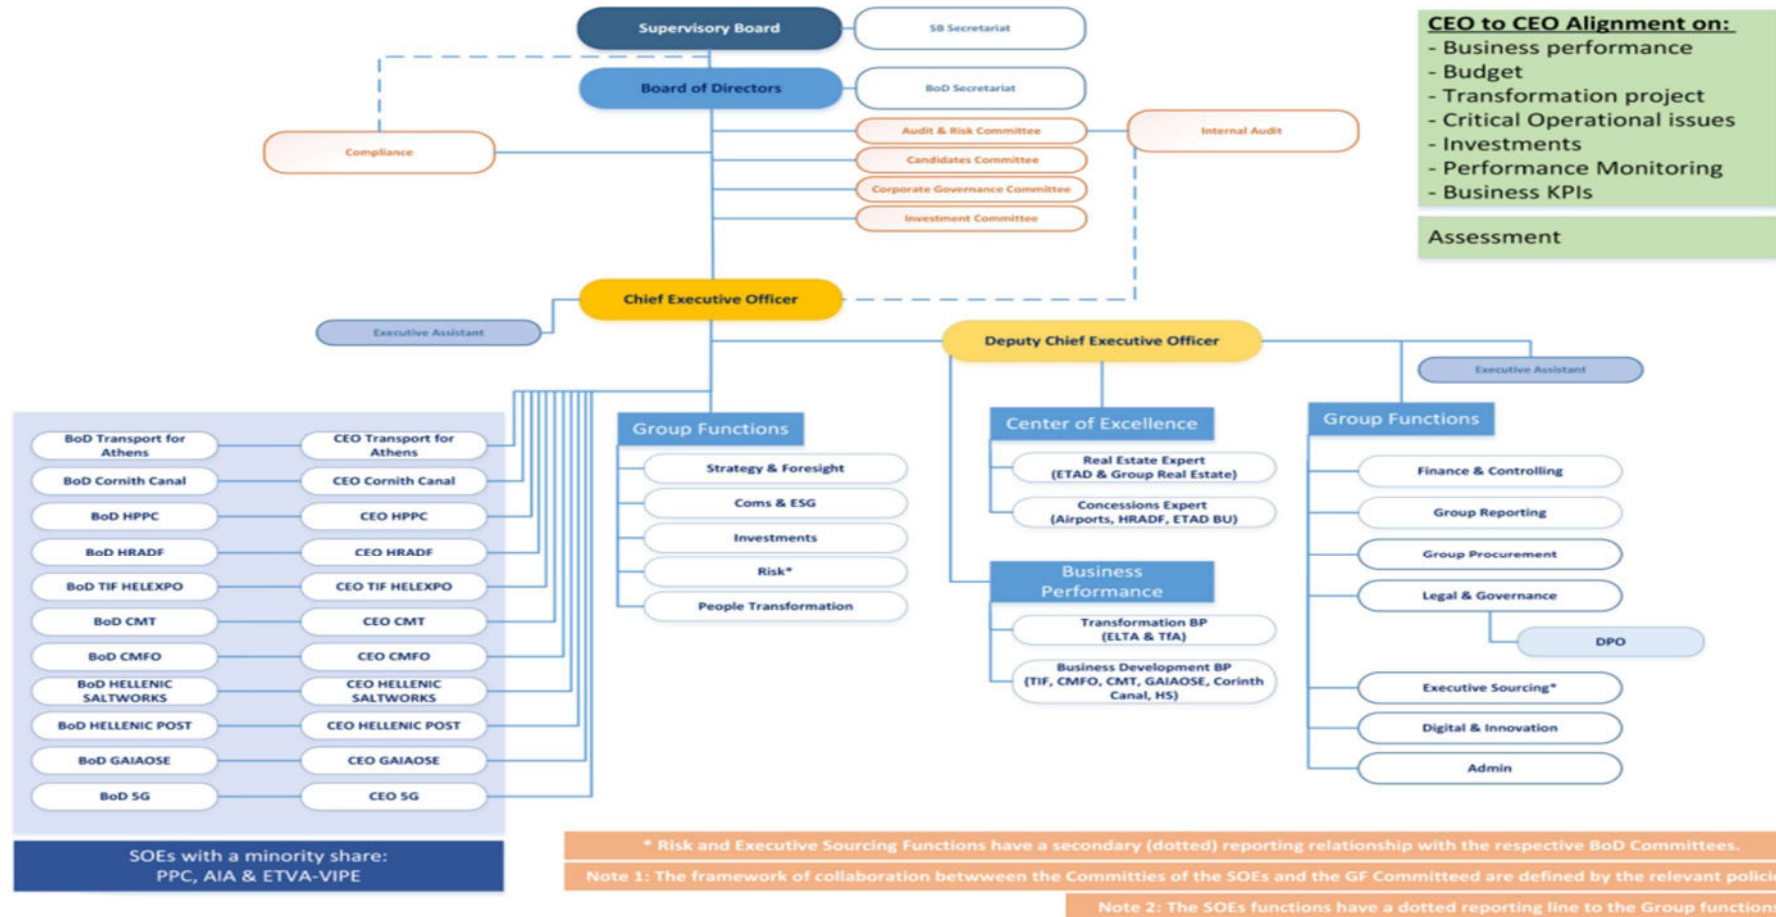 Supervisory Board
SB Secretariat
Board of Directors
BoD Secretariat
Compliance
Audit & Risk Committee
Internal Audit
Candidates Committee
Corporate Governance Committee
Investment Committee
CEO to CEO Alignment on:
- Business performance
- Budget
- Transformation project
- Critical Operational issues
- Investments
- Performance Monitoring
- Business KPIs
Assessment
Chief Executive Officer
Executive Assistant
Deputy Chief Executive Officer
Executive Assistant
BoD Transport for
Athens
CEO Transport for
Athens
BoD Cornith Canal
CEO Cornith Canal
BoD HPPC
CEO HPPC
BoD HRADF
CEO HRADF
BoD TIF HELEXPO
CEO TIF HELEXPO
BoD CMT
CEO CMT
BoD CMFO
CEO CMFO
BoD HELLENIC
SALTWORKS
CEO HELLENIC
SALTWORKS
BoD HELLENIC POST
CEO HELLENIC POST
BoD GAIAOSE
CEO GAIAOSE
BoD 5G
CEO 5G
SOEs with a minority share:
PPC, AIA & ETVA-VIPE
Group Functions
Strategy & Foresight
Coms & ESG
Investments
Risk*
People Transformation
Center of Excellence
Real Estate Expert
(ETAD & Group Real Estate)
Concessions Expert
(Airports, HRADF, ETAD BU)
Business
Performance
Transformation BP
(ELTA & TfA)
Business Development BP
(TIF, CMFO, CMT, GAIAOSE, Corinth
Canal, HS)
Group Functions
Finance & Controlling
Group Reporting
Group Procurement
Legal & Governance
DPO
Executive Sourcing*
Digital & Innovation
Admin
* Risk and Executive Sourcing Functions have a secondary (dotted) reporting relationship with the respective BoD Committees.
Note 1: The framework of collaboration betwween the Committies of the SOEs and the GF Committeed are defined by the relevant policie
Note 2: The SOEs functions have a dotted reporting line to the Group functions